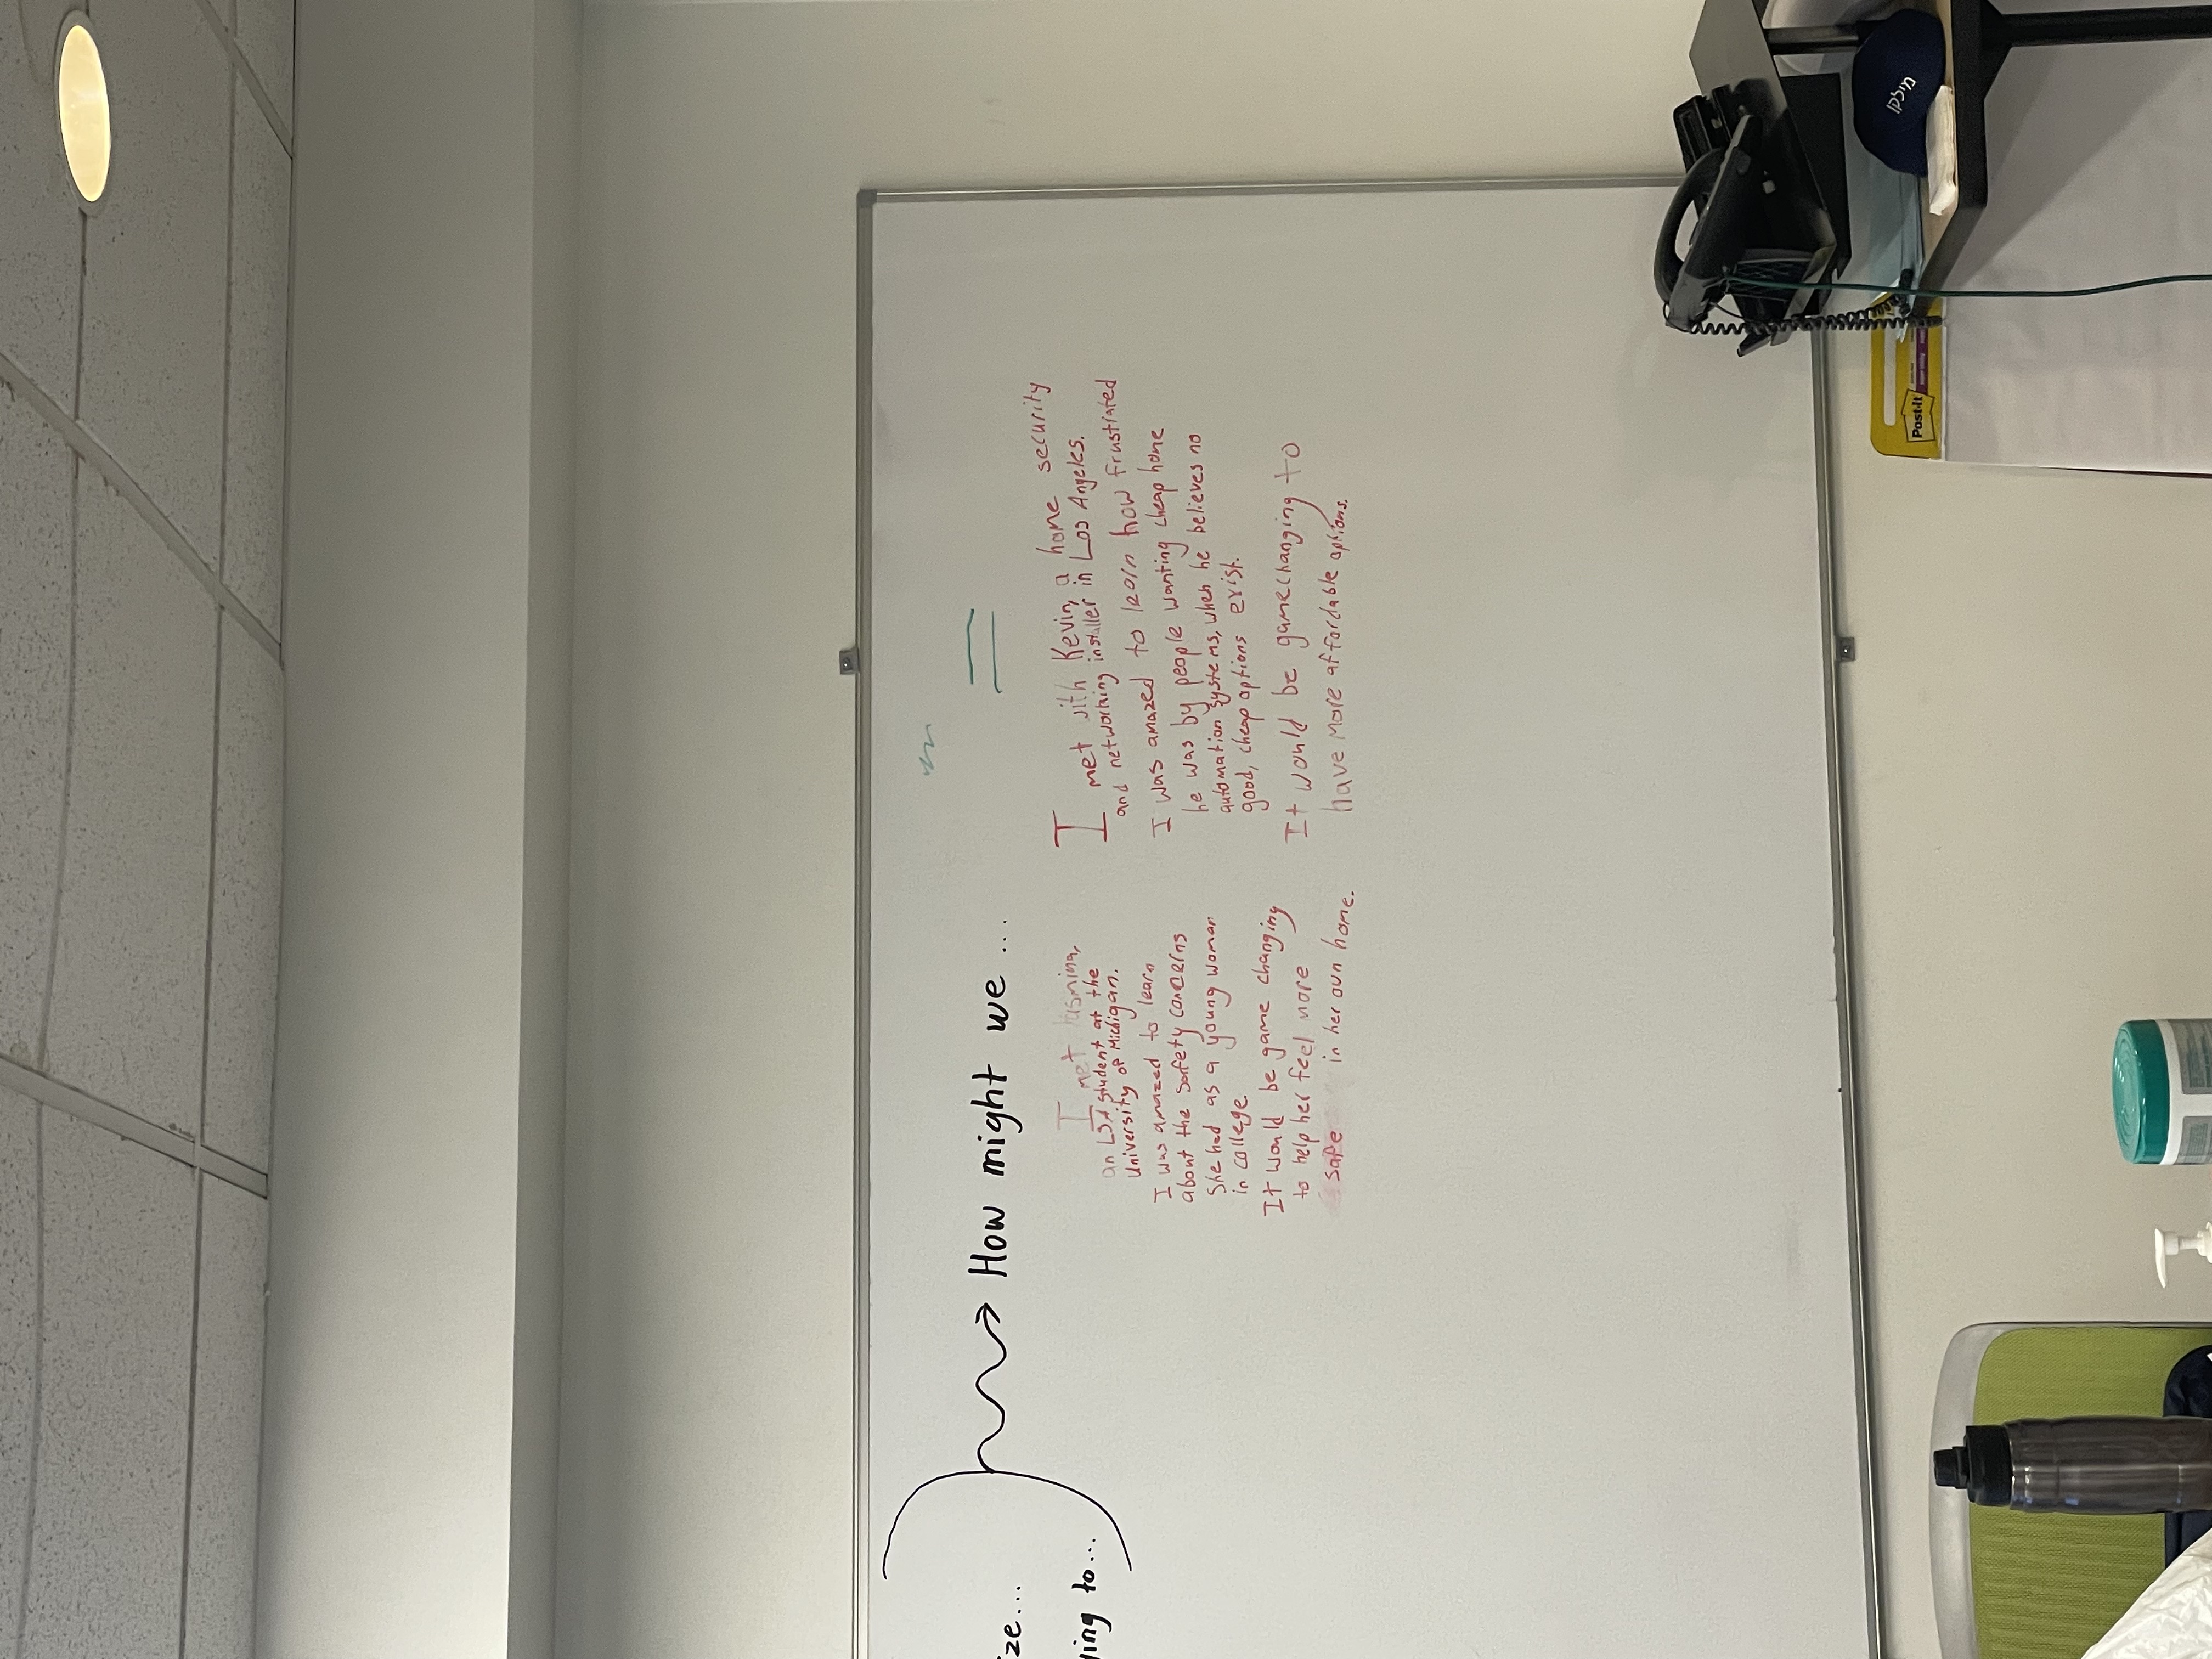 ze...
ing to...
How might we ...
I met Yasmina,
an LSA student at the
University of Michigan.
I was amazed to learn
about the safety concerns
She had as a young woman
in college.
It would be game changing
to help her feel more
safe in her own home.
I met with Kevin, a home security
and networking installer in Los Angeles.
I was amazed to learn how frustrated
he was by people wanting cheap home
automation systems, when he believes no
good, cheap options exist.
It would be gamechanging to
have more affordable options.
Post-it
מילקן